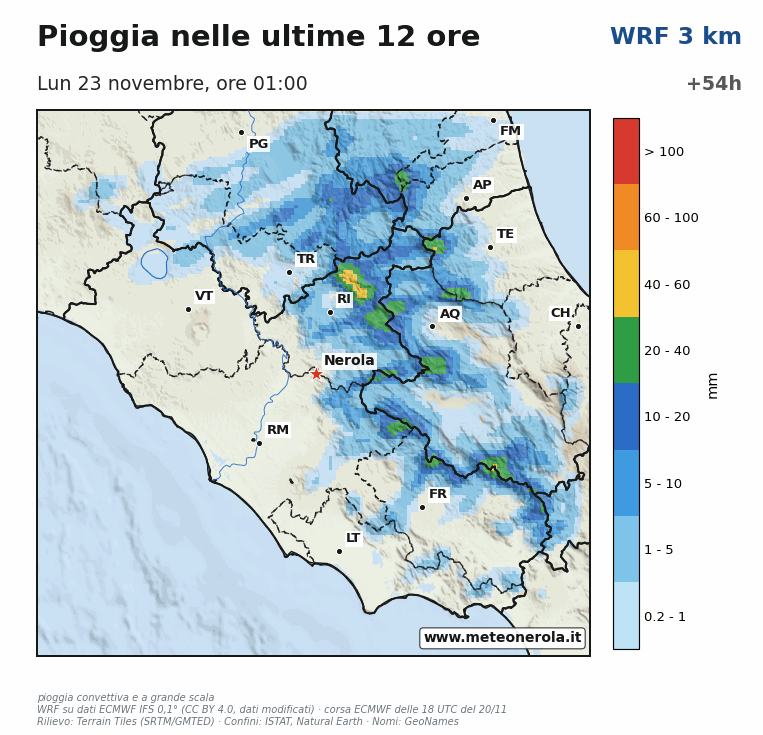 Pioggia nelle ultime 12 ore
WRF 3 km
Lun 23 novembre, ore 01:00
+54h
PG
FM
AP
TE
TR
VT
RI
AQ
CH
Nerola
RM
FR
LT
www.meteonerola.it
> 100
60 - 100
40 - 60
20 - 40
10 - 20
5 - 10
1 - 5
0.2 - 1
mm
pioggia convettiva e a grande scala
WRF su dati ECMWF IFS 0,1° (CC BY 4.0, dati modificati) · corsa ECMWF delle 18 UTC del 20/11
Rilievo: Terrain Tiles (SRTM/GMTED) · Confini: ISTAT, Natural Earth · Nomi: GeoNames